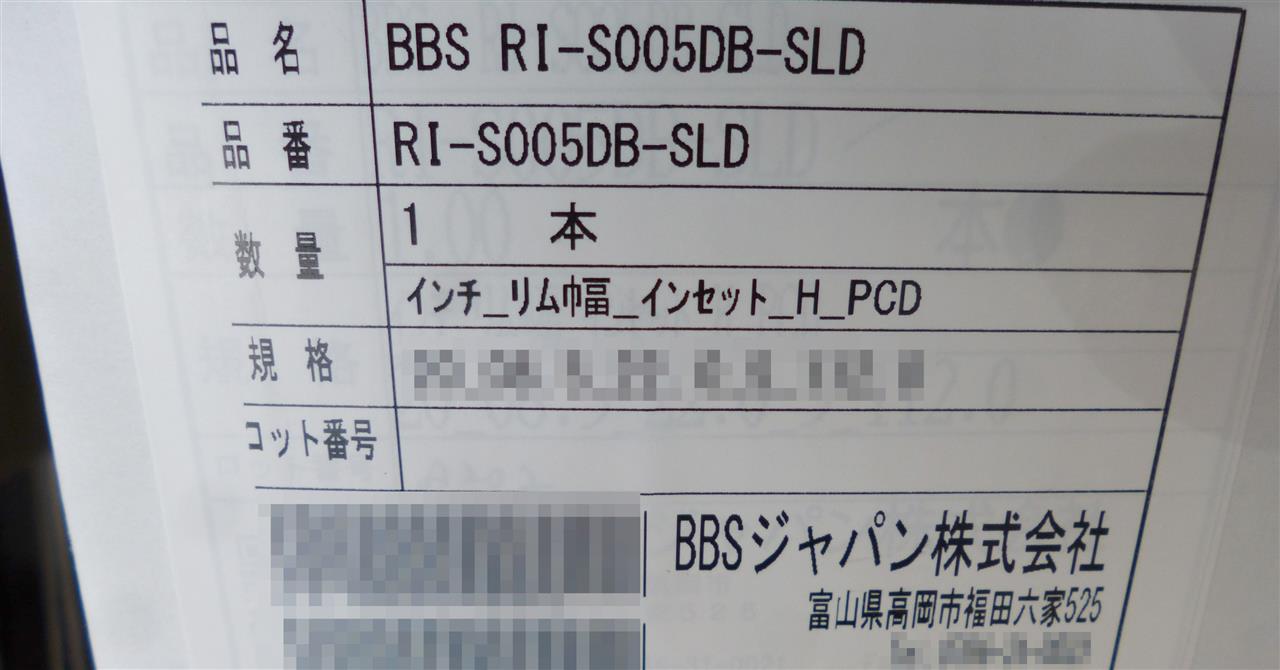 品 名 BBS RI-S005DB-SLD
品 番 RI-S005DB-SLD
数 量 1 本
インチ_リム巾畐_インセット_H_PCD
規 格
ロット番号
BBSジャパン株式会社
富山県高岡市福田六家525